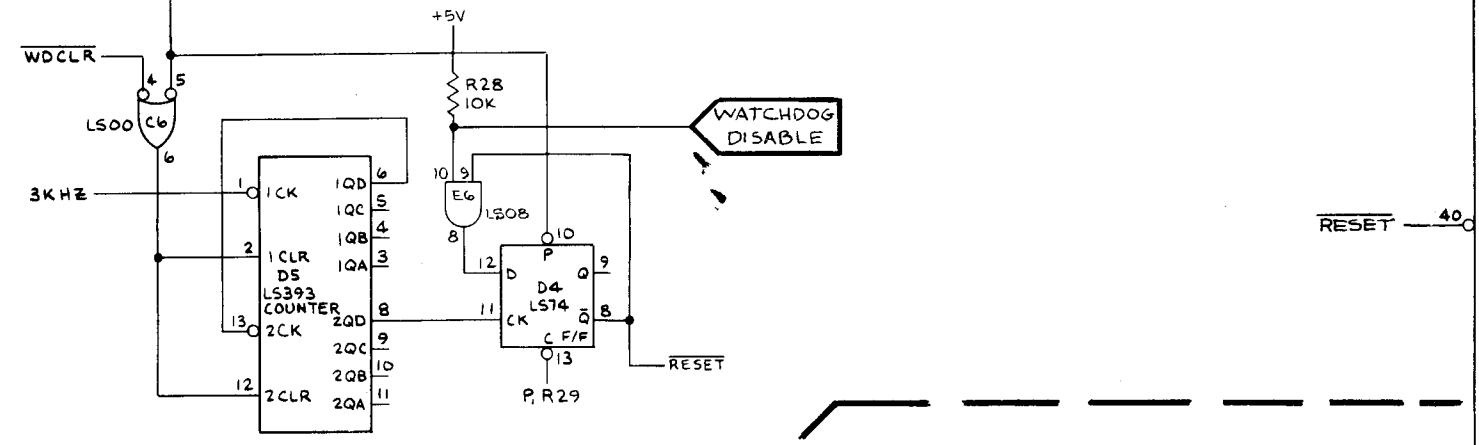 +5V
WDCLR
4 5
R28
10K
LS00
C6
6
WATCHDOG
DISABLE
3KHZ
1
1CK
1QD
6
1QC
5
1QB
4
1QA
3
2
1CLR
D5
LS393
COUNTER
13
2CK
2QD
8
2QC
9
2QB
10
2QA
11
12
2CLR
10 9
E6
LS08
8
10
P
12
D
Q
9
D4
LS74
11
CK
Q
8
C F/F
13
P, R29
RESET
RESET
40